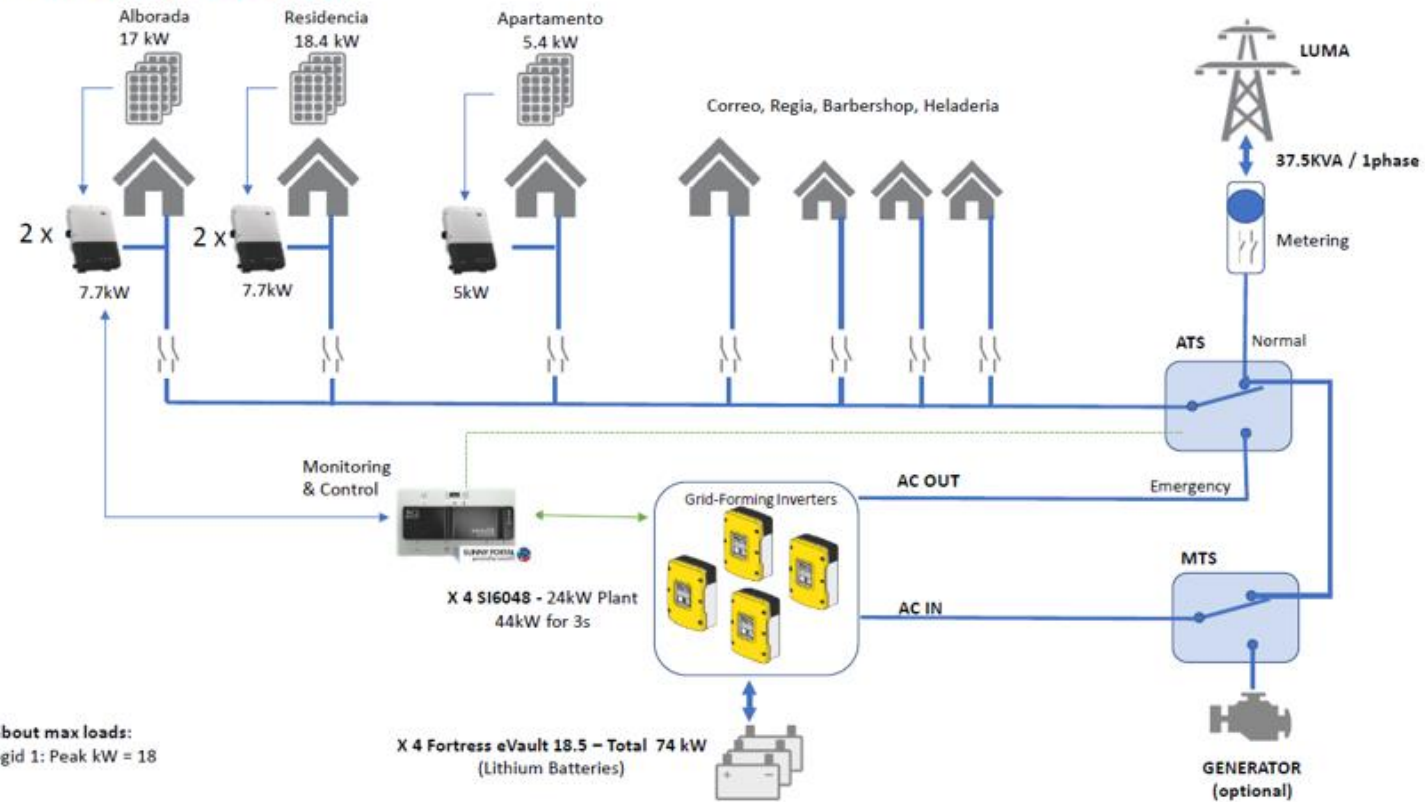 Alborada
17 kW
Residencia
18.4 kW
Apartamento
5.4 kW
LUMA
Correo, Regia, Barbershop, Heladeria
37.5KVA / 1phase
Metering
2 x
7.7kW
2 x
7.7kW
5kW
ATS
Normal
Monitoring
& Control
SUNNY PORTAL
Grid-Forming Inverters
AC OUT
Emergency
X 4 SI6048 - 24kW Plant
44kW for 3s
AC IN
MTS
bout max loads:
gid 1: Peak kW = 18
X 4 Fortress eVault 18.5 – Total 74 kW
(Lithium Batteries)
GENERATOR
(optional)